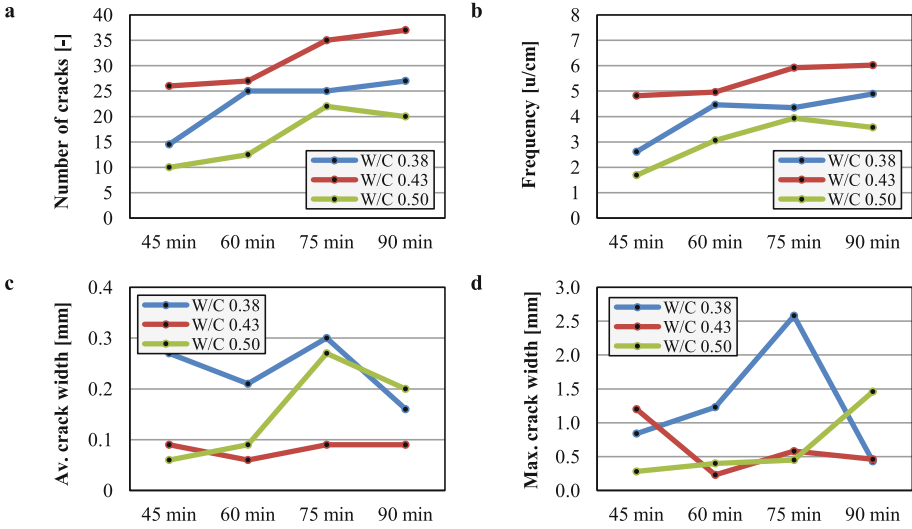 a
Number of cracks [-]
40
35
30
25
20
15
10
5
0
W/C 0.38
W/C 0.43
W/C 0.50
45 min 60 min 75 min 90 min
b
Frequency [u/cm]
8
7
6
5
4
3
2
1
0
W/C 0.38
W/C 0.43
W/C 0.50
45 min 60 min 75 min 90 min
c
Av. crack width [mm]
0.4
0.3
0.2
0.1
0.0
W/C 0.38
W/C 0.43
W/C 0.50
45 min 60 min 75 min 90 min
d
Max. crack width [mm]
3.0
2.5
2.0
1.5
1.0
0.5
0.0
W/C 0.38
W/C 0.43
W/C 0.50
45 min 60 min 75 min 90 min